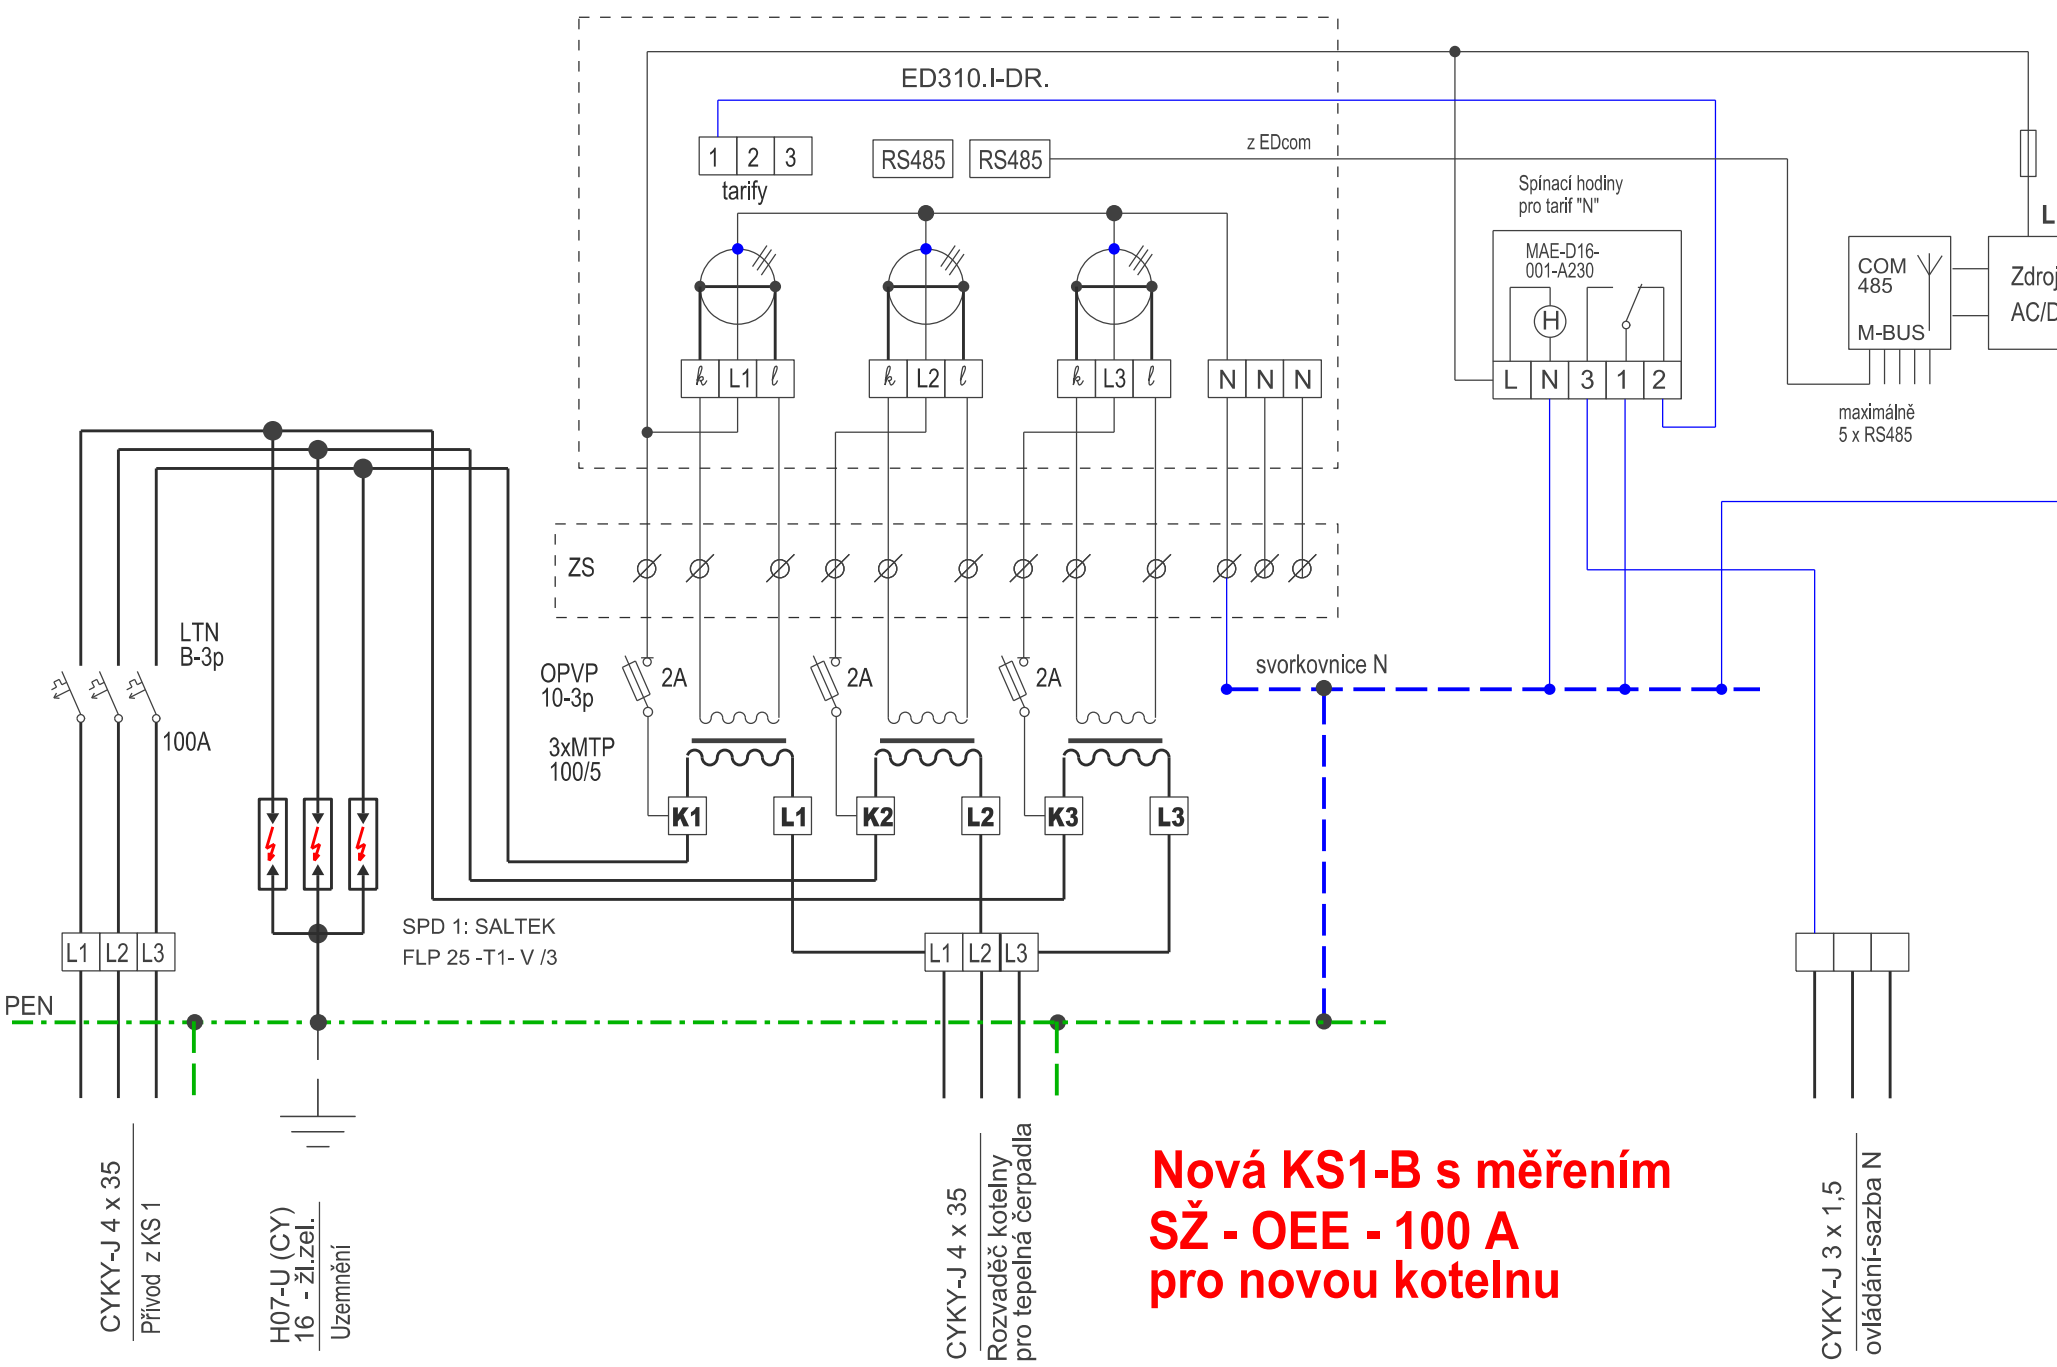 ED310.I-DR.
z EDcom
1 2 3
RS485 RS485
tarify
Spínací hodiny
pro tarif "N"
L
MAE-D16-
001-A230
COM
485
M-BUS
Zdroj
AC/D
H
k L1 ℓ
k L2 ℓ
k L3 ℓ
N N N
L N 3 1 2
maximálně
5 x RS485
ZS
LTN
B-3p
100A
OPVP
10-3p
2A
2A
2A
svorkovnice N
3xMTP
100/5
K1 L1 K2 L2 K3 L3
SPD 1: SALTEK
FLP 25 -T1- V /3
L1 L2 L3
L1 L2 L3
PEN
CYKY-J 4 x 35
Přívod z KS 1
H07-U (CY)
16 - žl.zel.
Uzemnění
CYKY-J 4 x 35
Rozvaděč kotelny
pro tepelná čerpadla
Nová KS1-B s měřením
SŽ - OEE - 100 A
pro novou kotelnu
CYKY-J 3 x 1,5
ovládání-sazba N